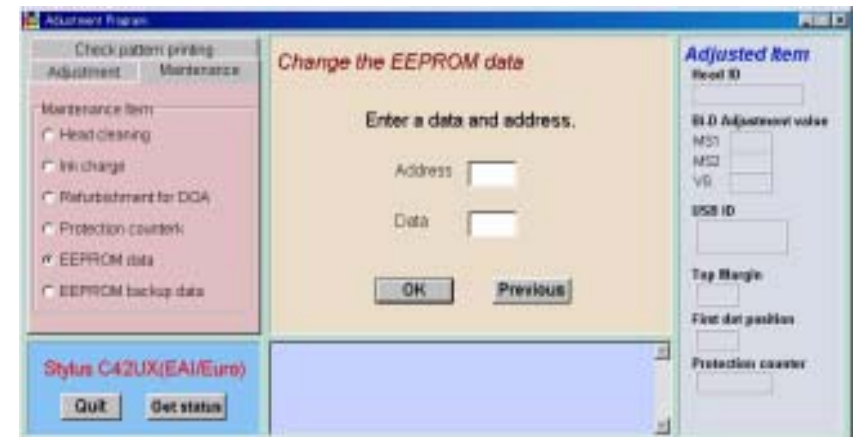 Adjustment Program
Check pattern printing
Adjustment
Maintenance
Maintenance Item
Head cleaning
Ink charge
Refurbishment for DOA
Protection counterk
EEPROM data
EEPROM backup data
Change the EEPROM data
Enter a data and address.
Address
Data
OK
Previous
Stylus C42UX(EAI/Euro)
Quit
Get status
Adjusted Item
Head ID
Bi.D Adjustment value
MS1
MS2
VG
USB ID
Top Margin
First dot position
Protection counter